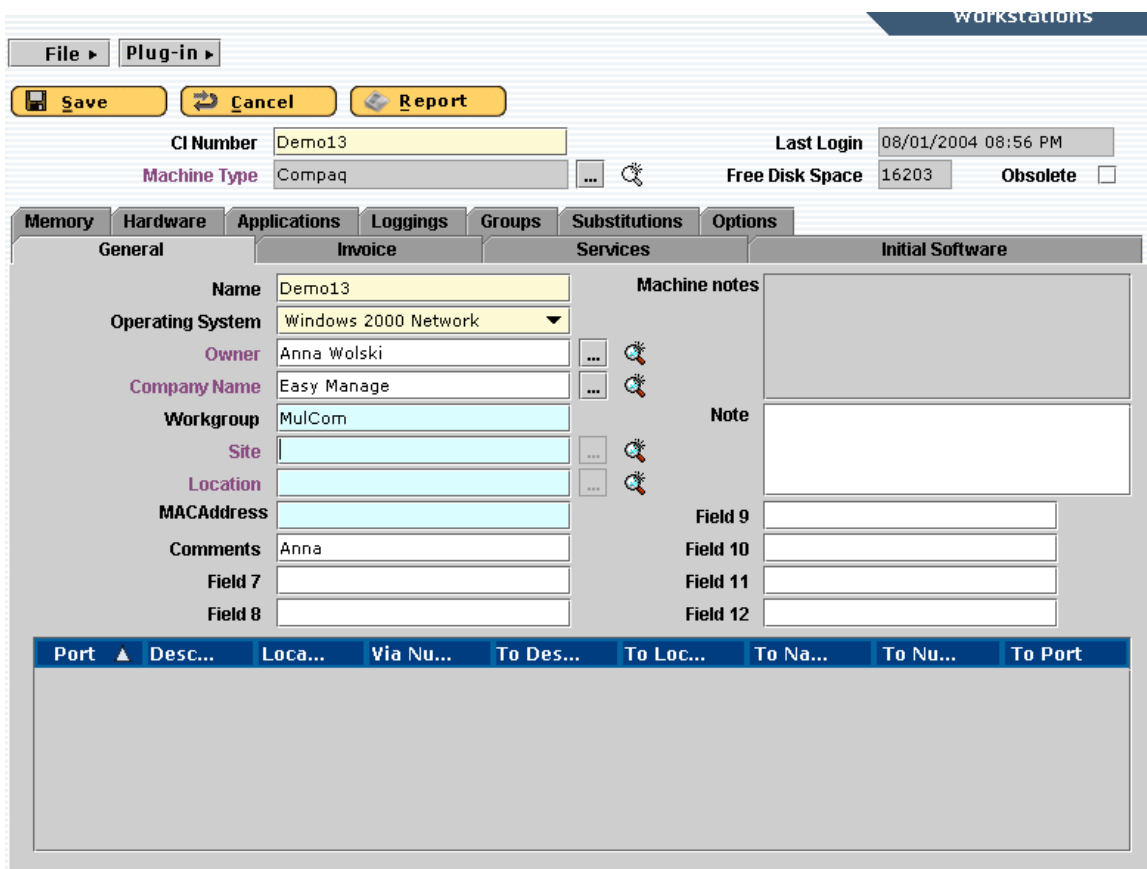 Workstations
File Plug-in
Save Cancel Report
CI Number Demo13 Last Login 08/01/2004 08:56 PM
Machine Type Compaq ... Free Disk Space 16203 Obsolete
Memory Hardware Applications Loggings Groups Substitutions Options
General Invoice Services Initial Software
Name Demo13 Machine notes
Operating System Windows 2000 Network
Owner Anna Wolski ...
Company Name Easy Manage ...
Workgroup MulCom Note
Site ...
Location ...
MACAddress Field 9
Comments Anna Field 10
Field 7 Field 11
Field 8 Field 12
Port Desc... Loca... Via Nu... To Des... To Loc... To Na... To Nu... To Port